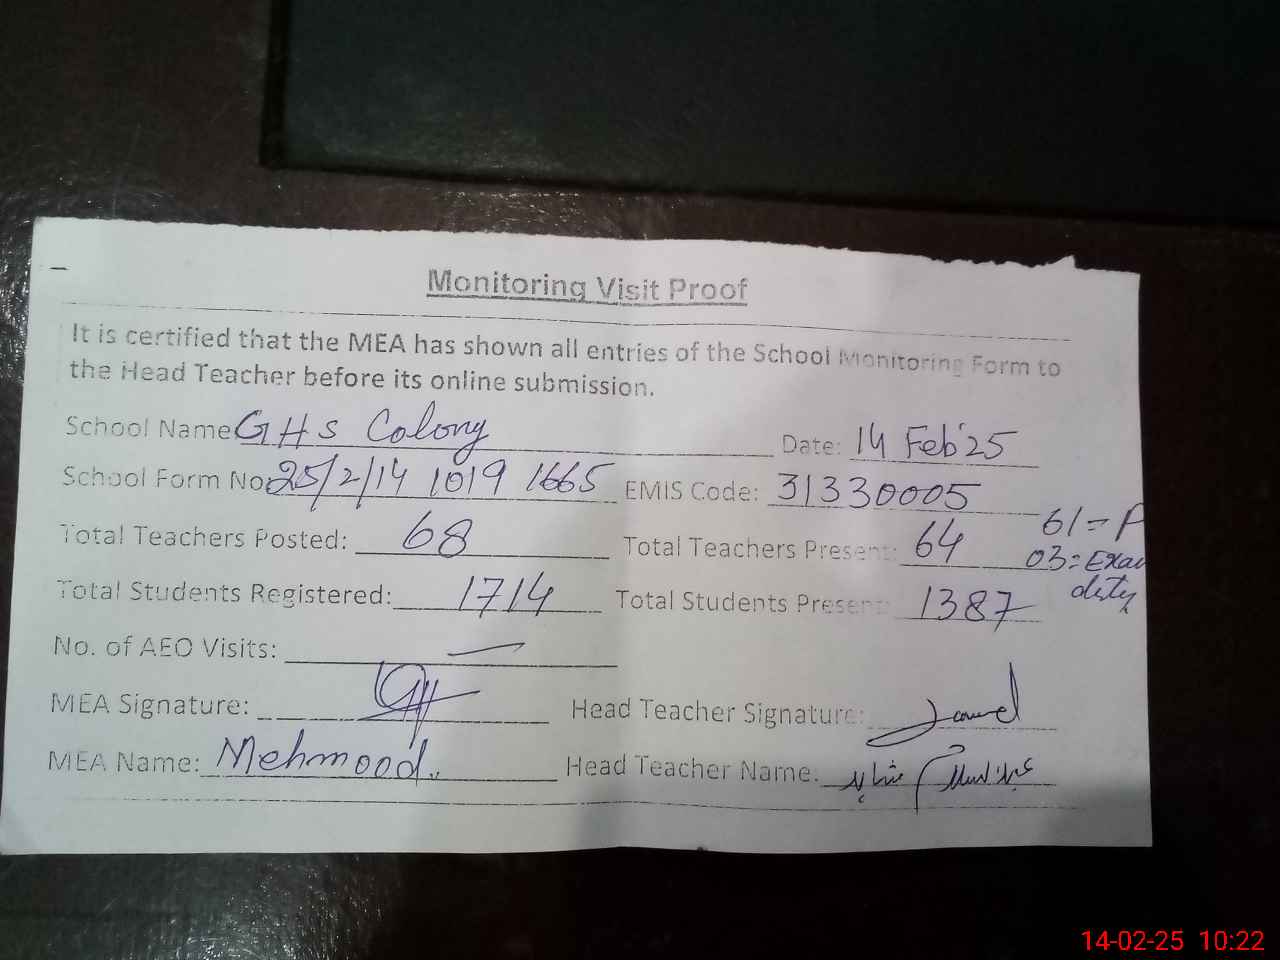 Monitoring Visit Proof
It is certified that the MEA has shown all entries of the School Monitoring Form to
the Head Teacher before its online submission.
School Name GHS Colony Date: 14 Feb'25
School Form No: 25/2/14 1019 1665 EMIS Code: 31330005
Total Teachers Posted: 68 Total Teachers Present: 64 61 = P
03 = Exam
duty
Total Students Registered: 1714 Total Students Present: 1387
No. of AEO Visits: —
MEA Signature: Head Teacher Signature:
MEA Name: Mehmood Head Teacher Name: عبدالسلام شاہد
14-02-25 10:22